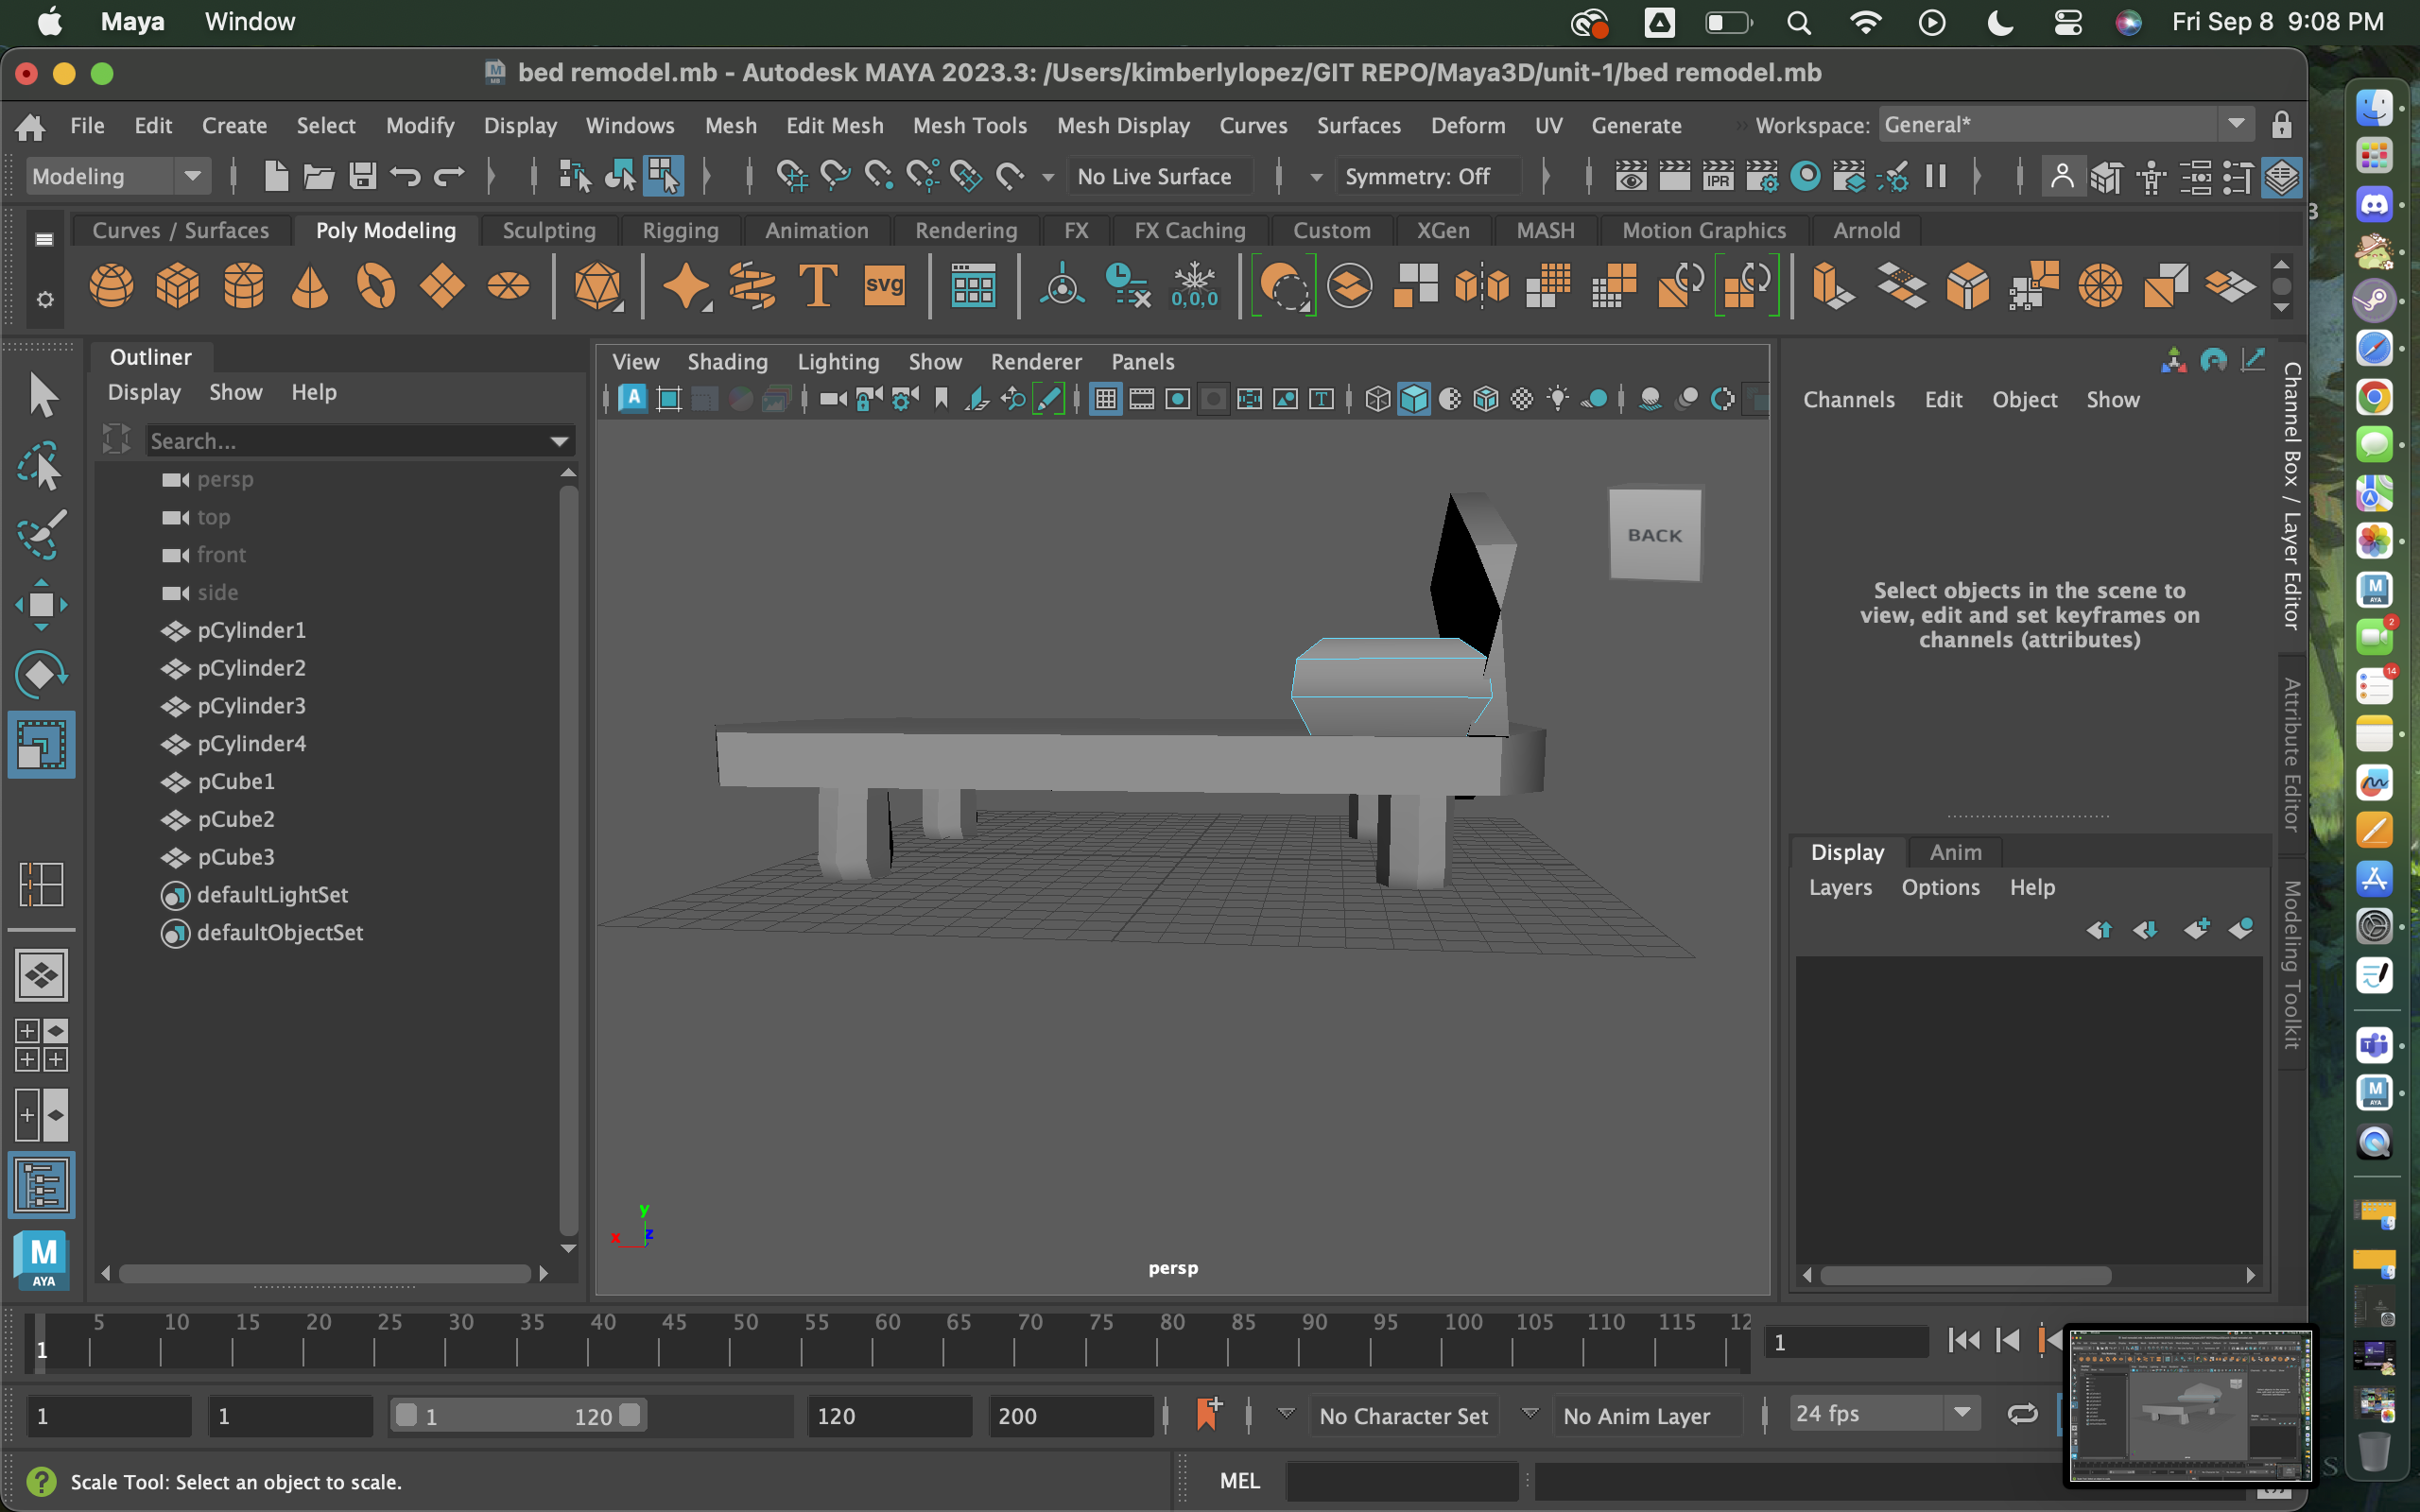 Maya Window Fri Sep 8 9:08 PM
bed remodel.mb - Autodesk MAYA 2023.3: /Users/kimberlylopez/GIT REPO/Maya3D/unit-1/bed remodel.mb
File Edit Create Select Modify Display Windows Mesh Edit Mesh Mesh Tools Mesh Display Curves Surfaces Deform UV Generate Workspace: General*
Modeling No Live Surface Symmetry: Off IPR
Curves / Surfaces Poly Modeling Sculpting Rigging Animation Rendering FX FX Caching Custom XGen MASH Motion Graphics Arnold
T svg 0,0,0
Outliner
Display Show Help
Search...
persp
top
front
side
pCylinder1
pCylinder2
pCylinder3
pCylinder4
pCube1
pCube2
pCube3
defaultLightSet
defaultObjectSet
View Shading Lighting Show Renderer Panels
BACK
y
x z
persp
Channels Edit Object Show
Select objects in the scene to
view, edit and set keyframes on
channels (attributes)
Display Anim
Layers Options Help
Channel Box / Layer Editor
Attribute Editor
Modeling Toolkit
M
AYA
5 10 15 20 25 30 35 40 45 50 55 60 65 70 75 80 85 90 95 100 105 110 115 12
1
1
1 1 1 120 120 200 No Character Set No Anim Layer 24 fps
Scale Tool: Select an object to scale. MEL
2
14